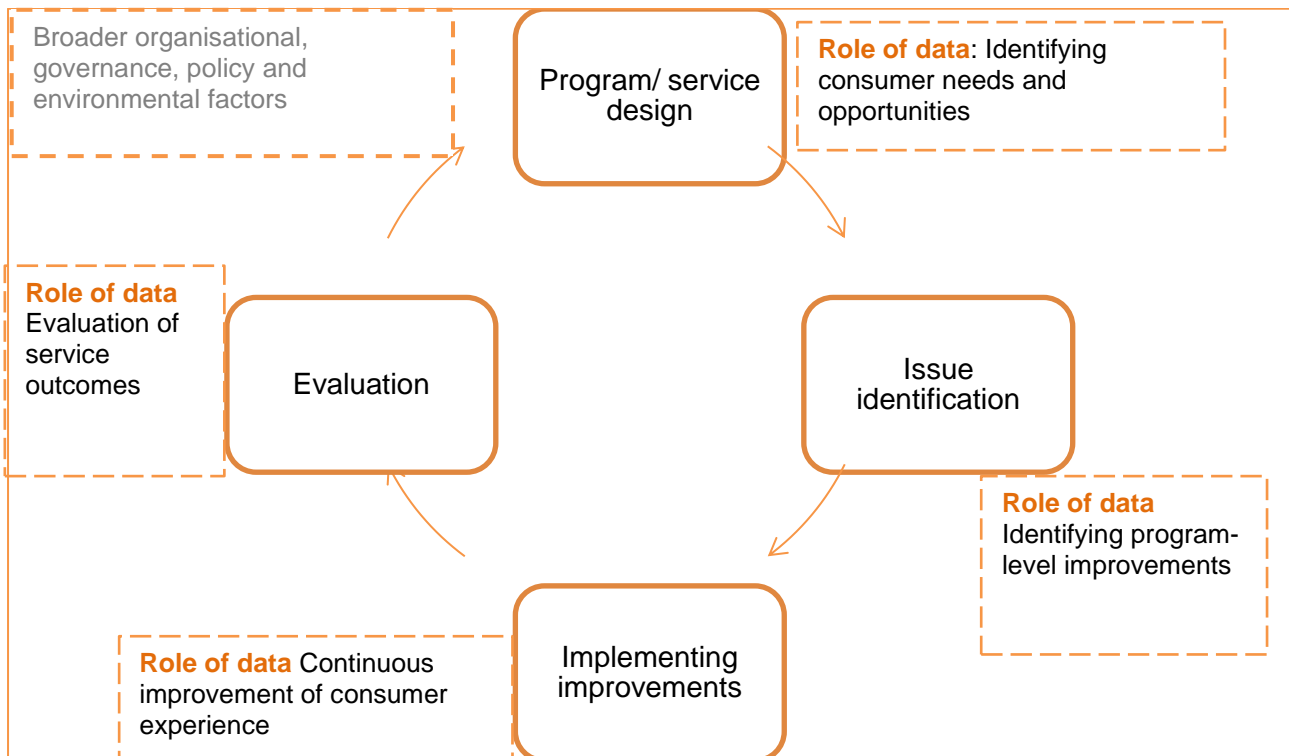 Broader organisational,
governance, policy and
environmental factors
Program/ service
design
Role of data: Identifying
consumer needs and
opportunities
Role of data
Evaluation of
service
outcomes
Evaluation
Issue
identification
Role of data
Identifying program-
level improvements
Implementing
improvements
Role of data Continuous
improvement of consumer
experience